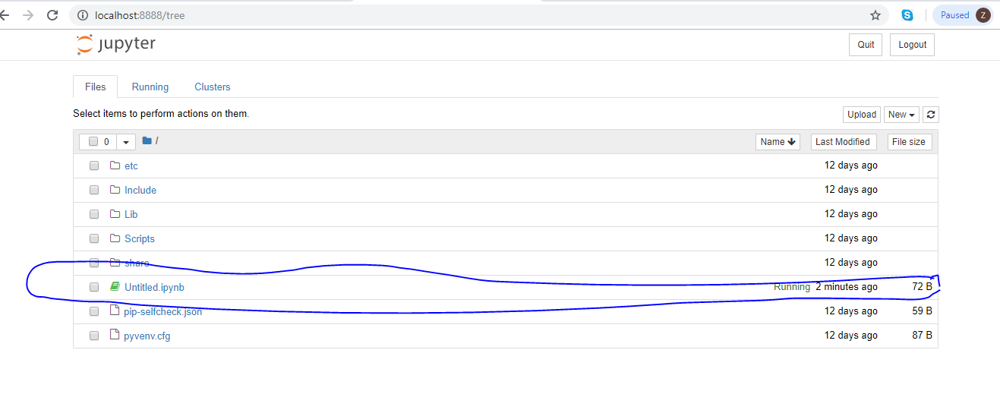 localhost:8888/tree
Paused Z
jupyter
Quit Logout
Files Running Clusters
Select items to perform actions on them.
Upload New
0 / Name Last Modified File size
etc 12 days ago
Include 12 days ago
Lib 12 days ago
Scripts 12 days ago
share 12 days ago
Untitled.ipynb Running 2 minutes ago 72 B
pip-selfcheck.json 12 days ago 59 B
pyvenv.cfg 12 days ago 87 B